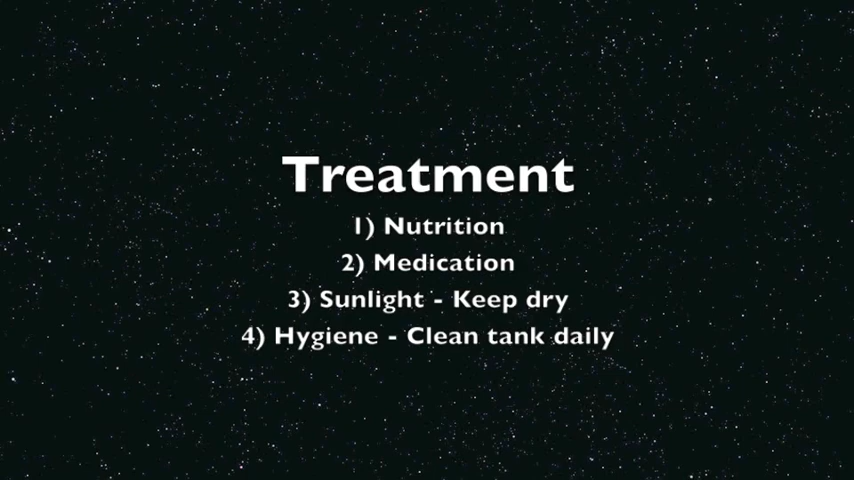 Treatment
1) Nutrition
2) Medication
3) Sunlight - Keep dry
4) Hygiene - Clean tank daily